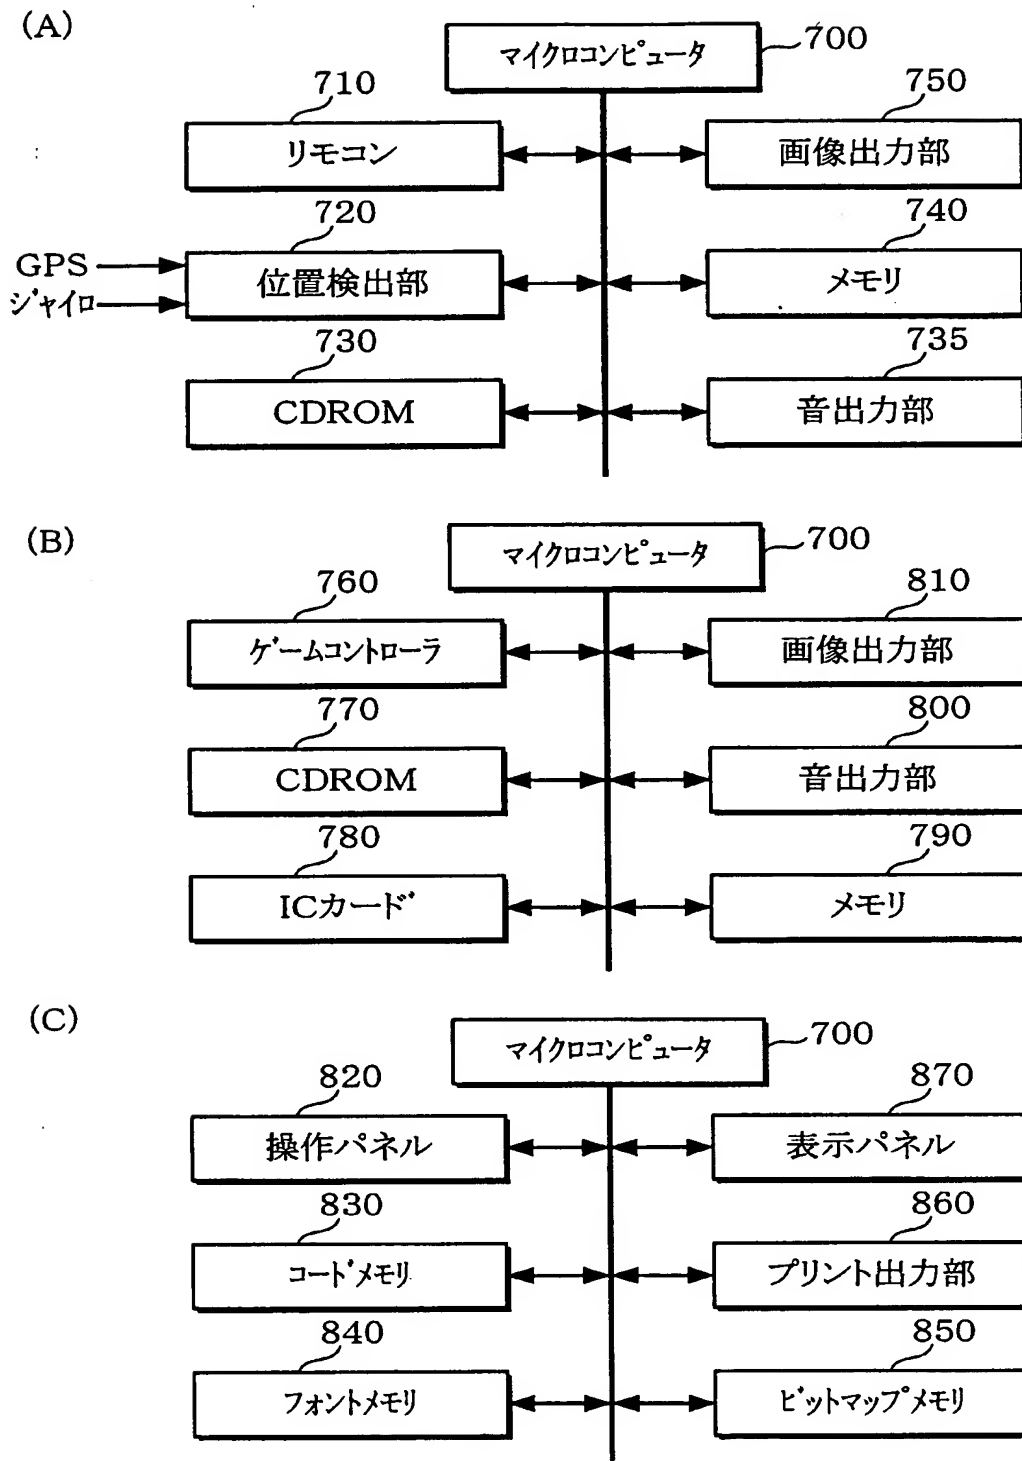 (A)
マイクロコンピュータ 700
710 750
リモコン 画像出力部
720 740
GPS
ジャイロ
位置検出部 メモリ
730 735
CDROM 音出力部
(B)
マイクロコンピュータ 700
760 810
ゲームコントローラ 画像出力部
770 800
CDROM 音出力部
780 790
ICカード メモリ
(C)
マイクロコンピュータ 700
820 870
操作パネル 表示パネル
830 860
コードメモリ プリント出力部
840 850
フォントメモリ ビットマップメモリ